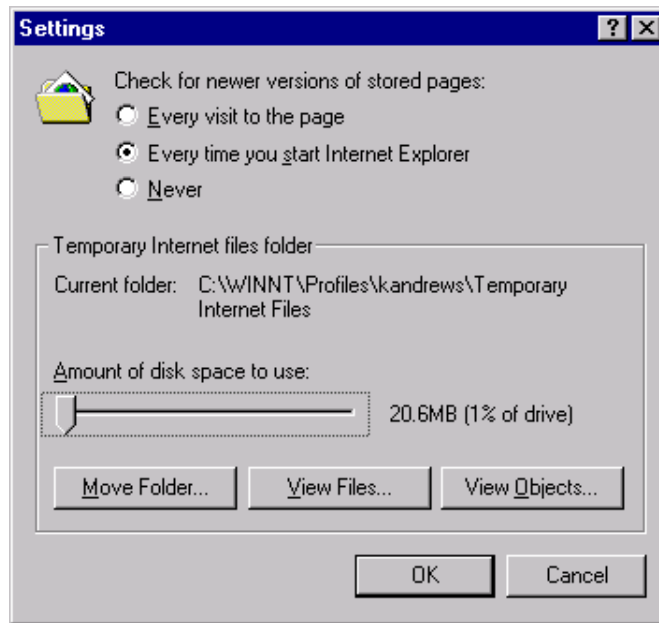 Settings
Check for newer versions of stored pages:
Every visit to the page
Every time you start Internet Explorer
Never
Temporary Internet files folder
Current folder: C:\WINNT\Profiles\kandrews\Temporary
Internet Files
Amount of disk space to use:
20.6MB (1% of drive)
Move Folder... View Files... View Objects...
OK Cancel